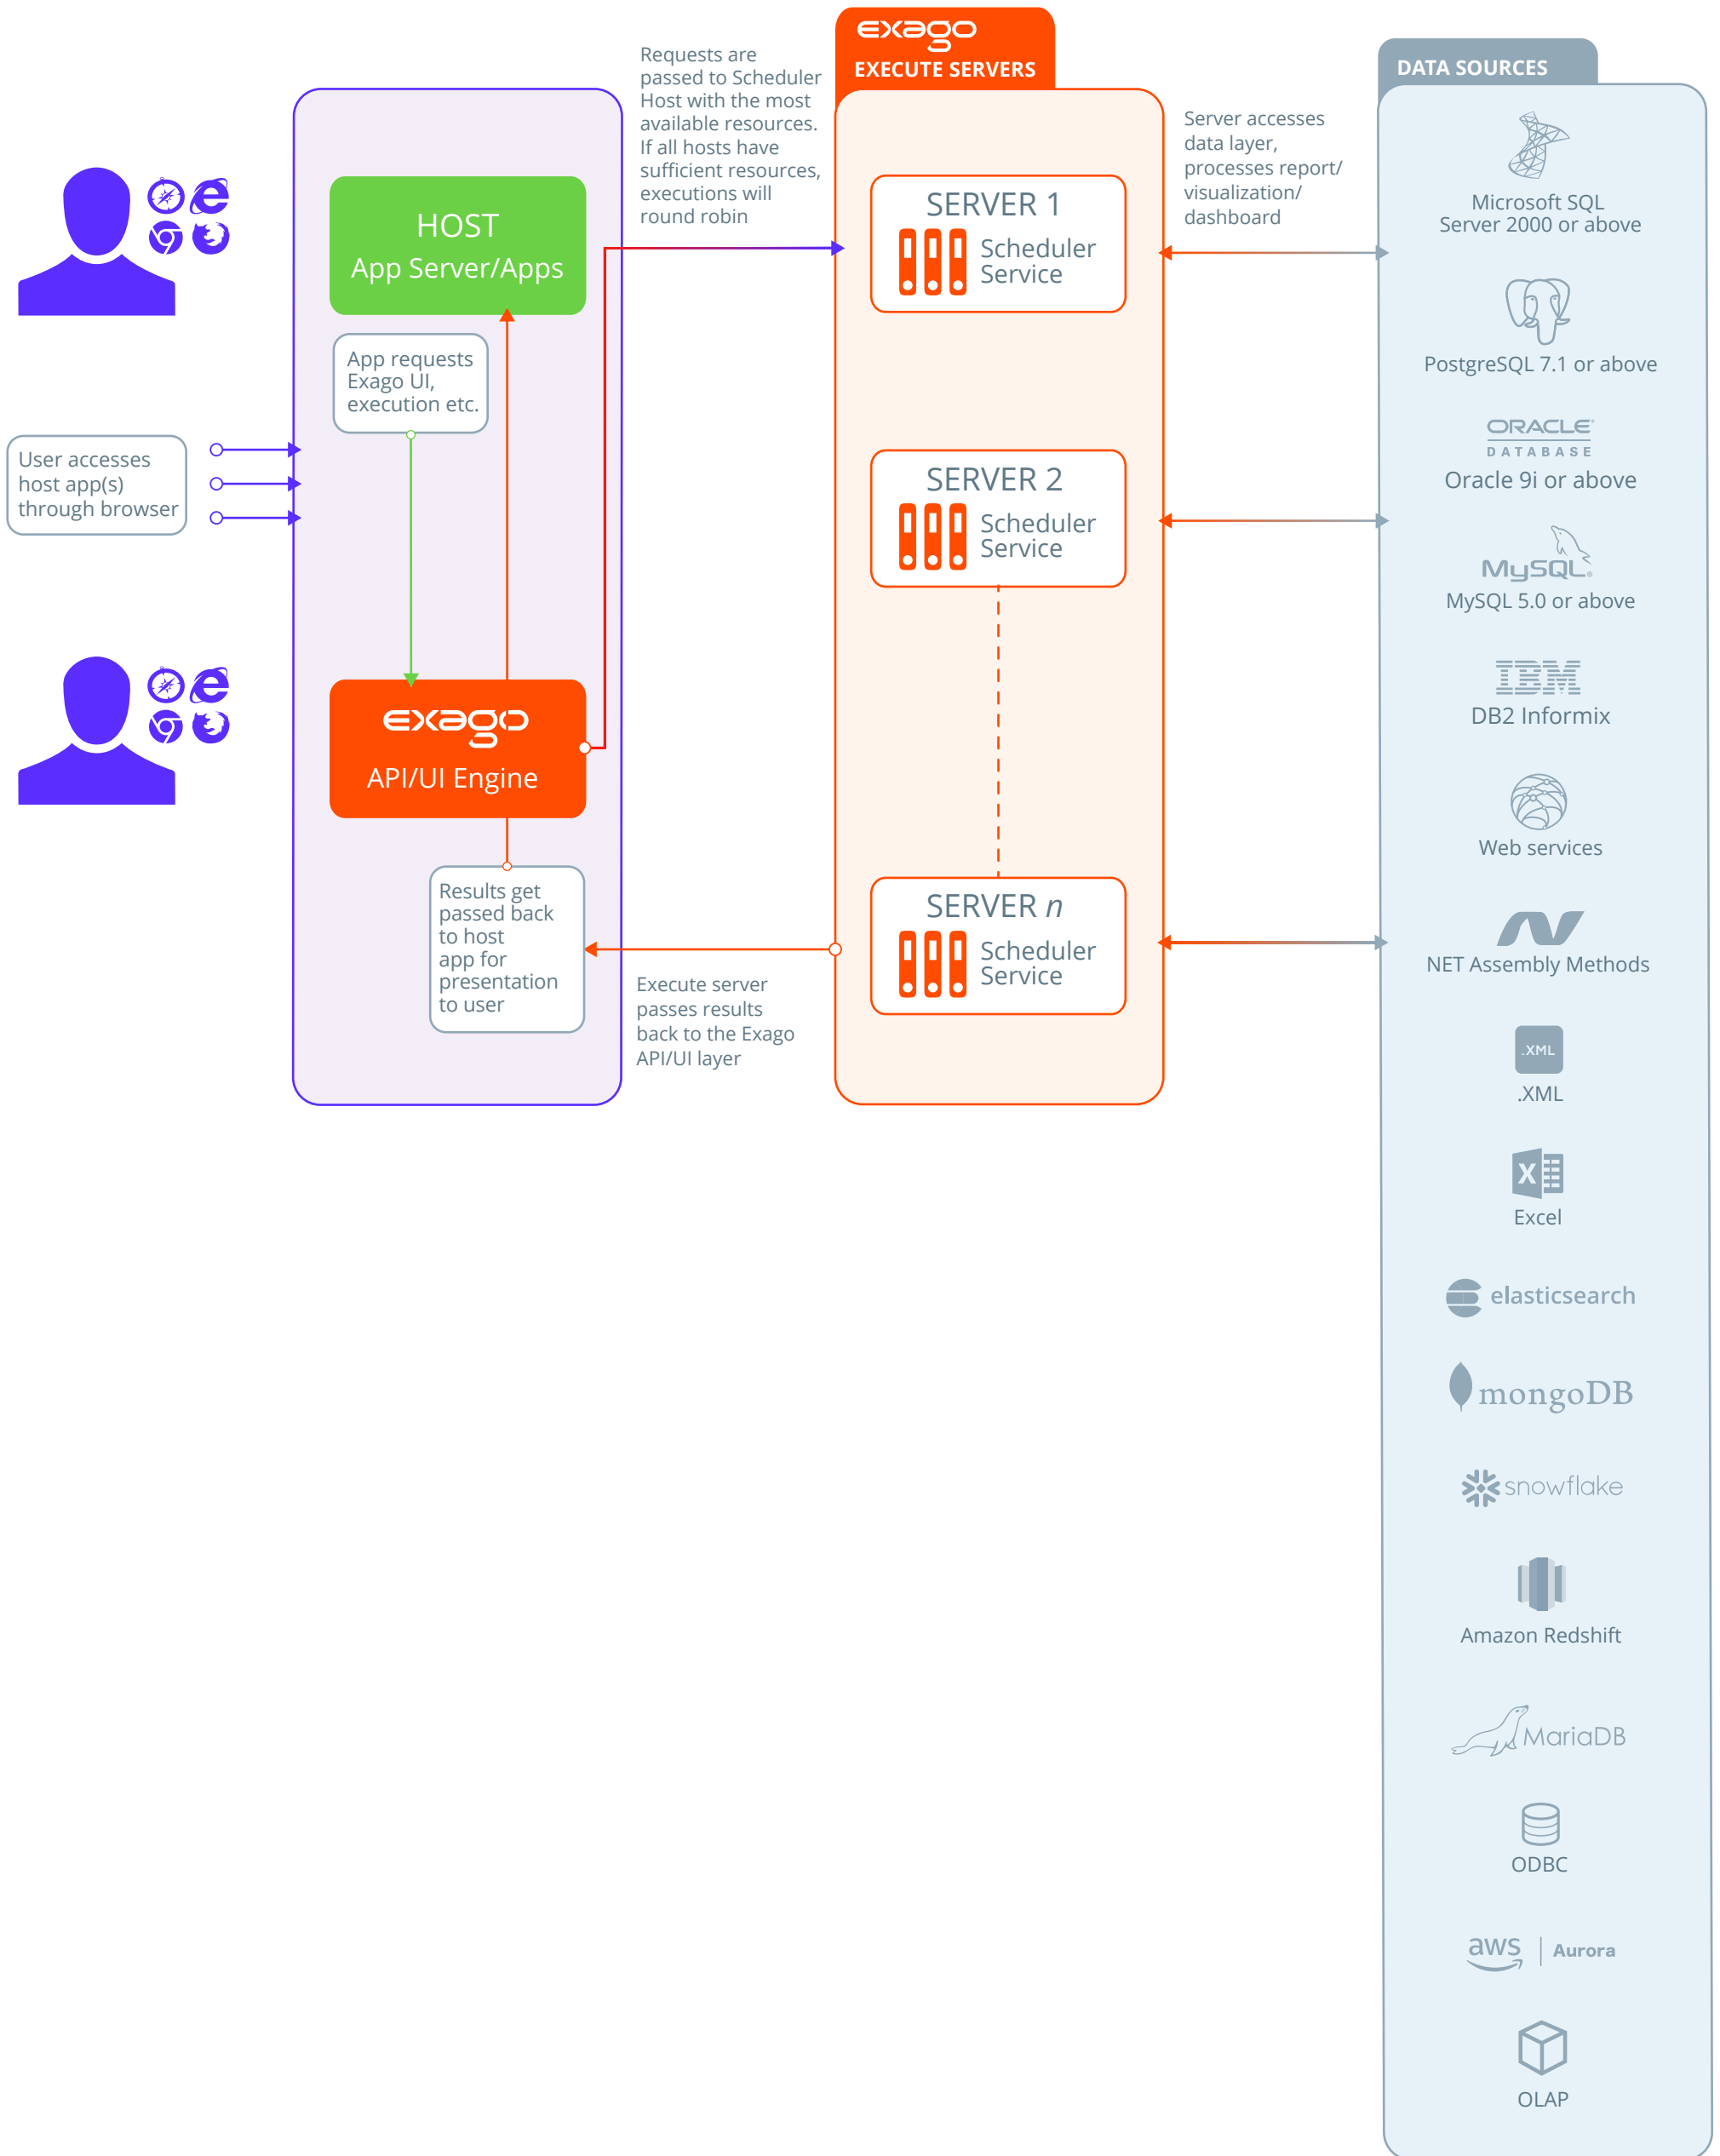 User accesses
host app(s)
through browser
HOST
App Server/Apps
App requests
Exago UI,
execution etc.
exago
API/UI Engine
Results get
passed back
to host
app for
presentation
to user
Requests are
passed to Scheduler
Host with the most
available resources.
If all hosts have
sufficient resources,
executions will
round robin
Execute server
passes results
back to the Exago
API/UI layer
exago
EXECUTE SERVERS
SERVER 1
Scheduler
Service
SERVER 2
Scheduler
Service
SERVER n
Scheduler
Service
Server accesses
data layer,
processes report/
visualization/
dashboard
DATA SOURCES
Microsoft SQL
Server 2000 or above
PostgreSQL 7.1 or above
ORACLE®
DATABASE
Oracle 9i or above
MySQL®
MySQL 5.0 or above
IBM
DB2 Informix
Web services
NET Assembly Methods
.XML
.XML
X
Excel
elasticsearch
mongoDB
snowflake
Amazon Redshift
MariaDB
ODBC
aws | Aurora
OLAP